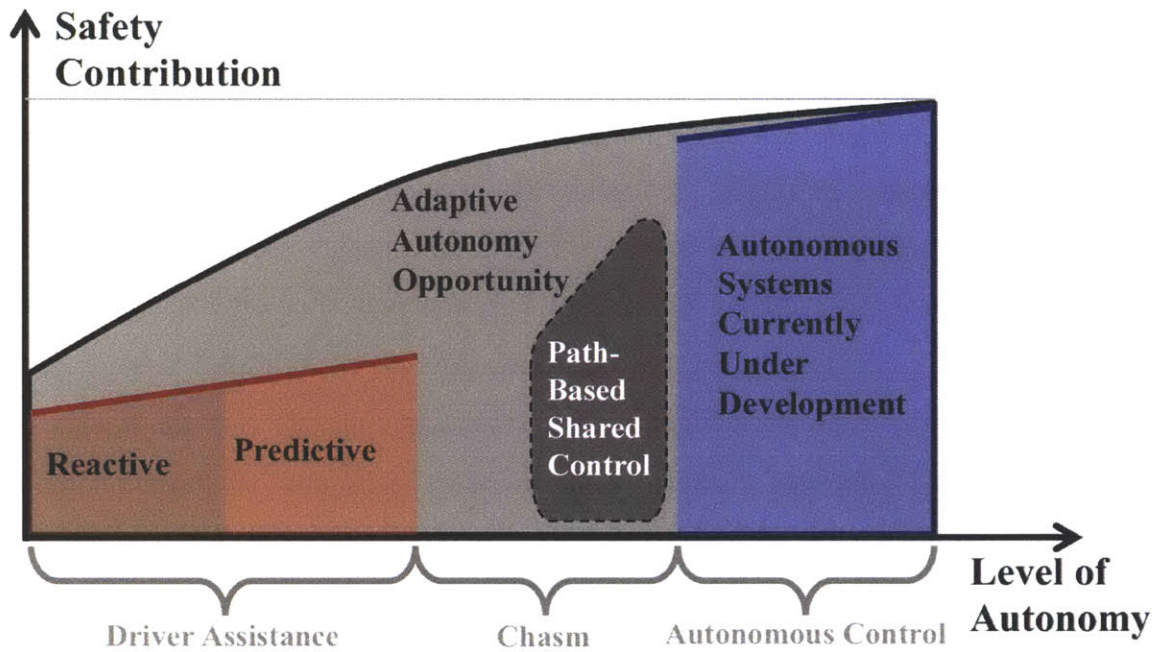 Safety
Contribution
Adaptive
Autonomy
Opportunity
Autonomous
Systems
Currently
Under
Development
Path-
Based
Shared
Control
Reactive
Predictive
Level of
Autonomy
Driver Assistance
Chasm
Autonomous Control